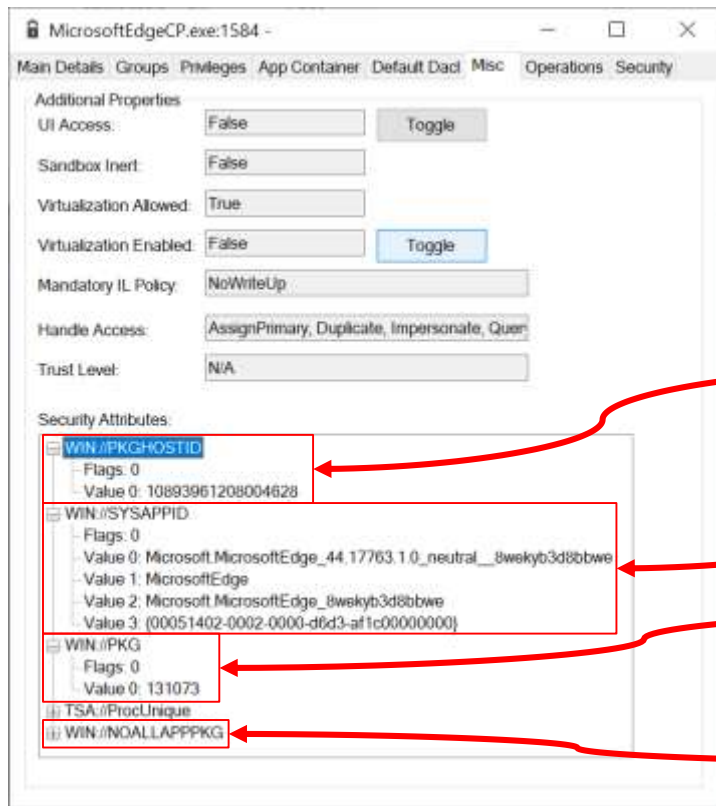 MicrosoftEdgeCP.exe:1584 -
Main Details Groups Privileges App Container Default Dacl Misc Operations Security
Additional Properties
UI Access: False Toggle
Sandbox Inert: False
Virtualization Allowed: True
Virtualization Enabled: False Toggle
Mandatory IL Policy: NoWriteUp
Handle Access: AssignPrimary, Duplicate, Impersonate, Quer
Trust Level: N/A
Security Attributes:
WIN://PKGHOSTID
Flags: 0
Value 0: 10893961208004628
WIN://SYSAPPID
Flags: 0
Value 0: Microsoft.MicrosoftEdge_44.17763.1.0_neutral__8wekyb3d8bbwe
Value 1: MicrosoftEdge
Value 2: Microsoft.MicrosoftEdge_8wekyb3d8bbwe
Value 3: {00051402-0002-0000-d6d3-af1c00000000}
WIN://PKG
Flags: 0
Value 0: 131073
TSA://ProcUnique
WIN://NOALLAPPPKG